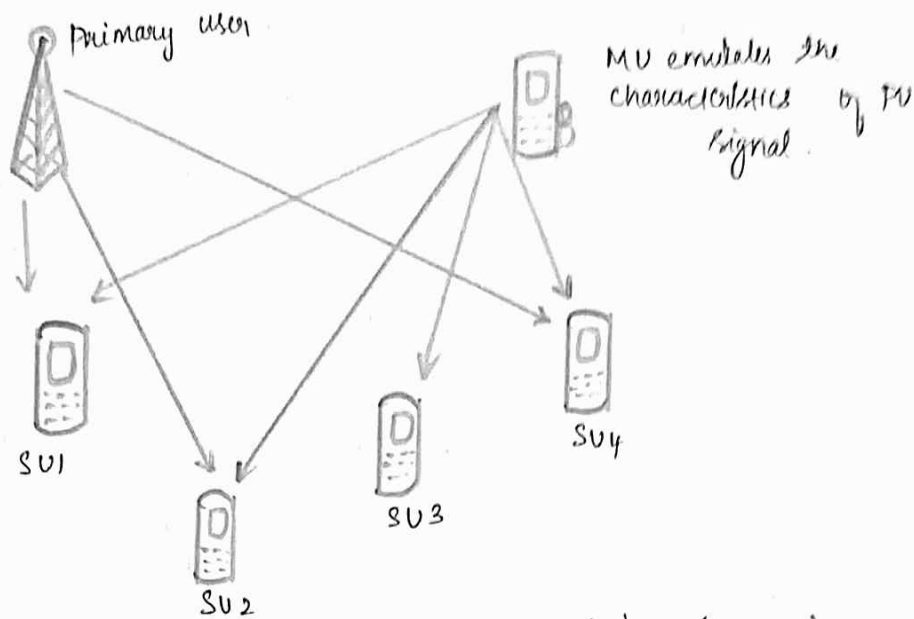 Primary user
MU emulates the
characteristics of PU
signal.
SU1
SU4
SU3
SU2